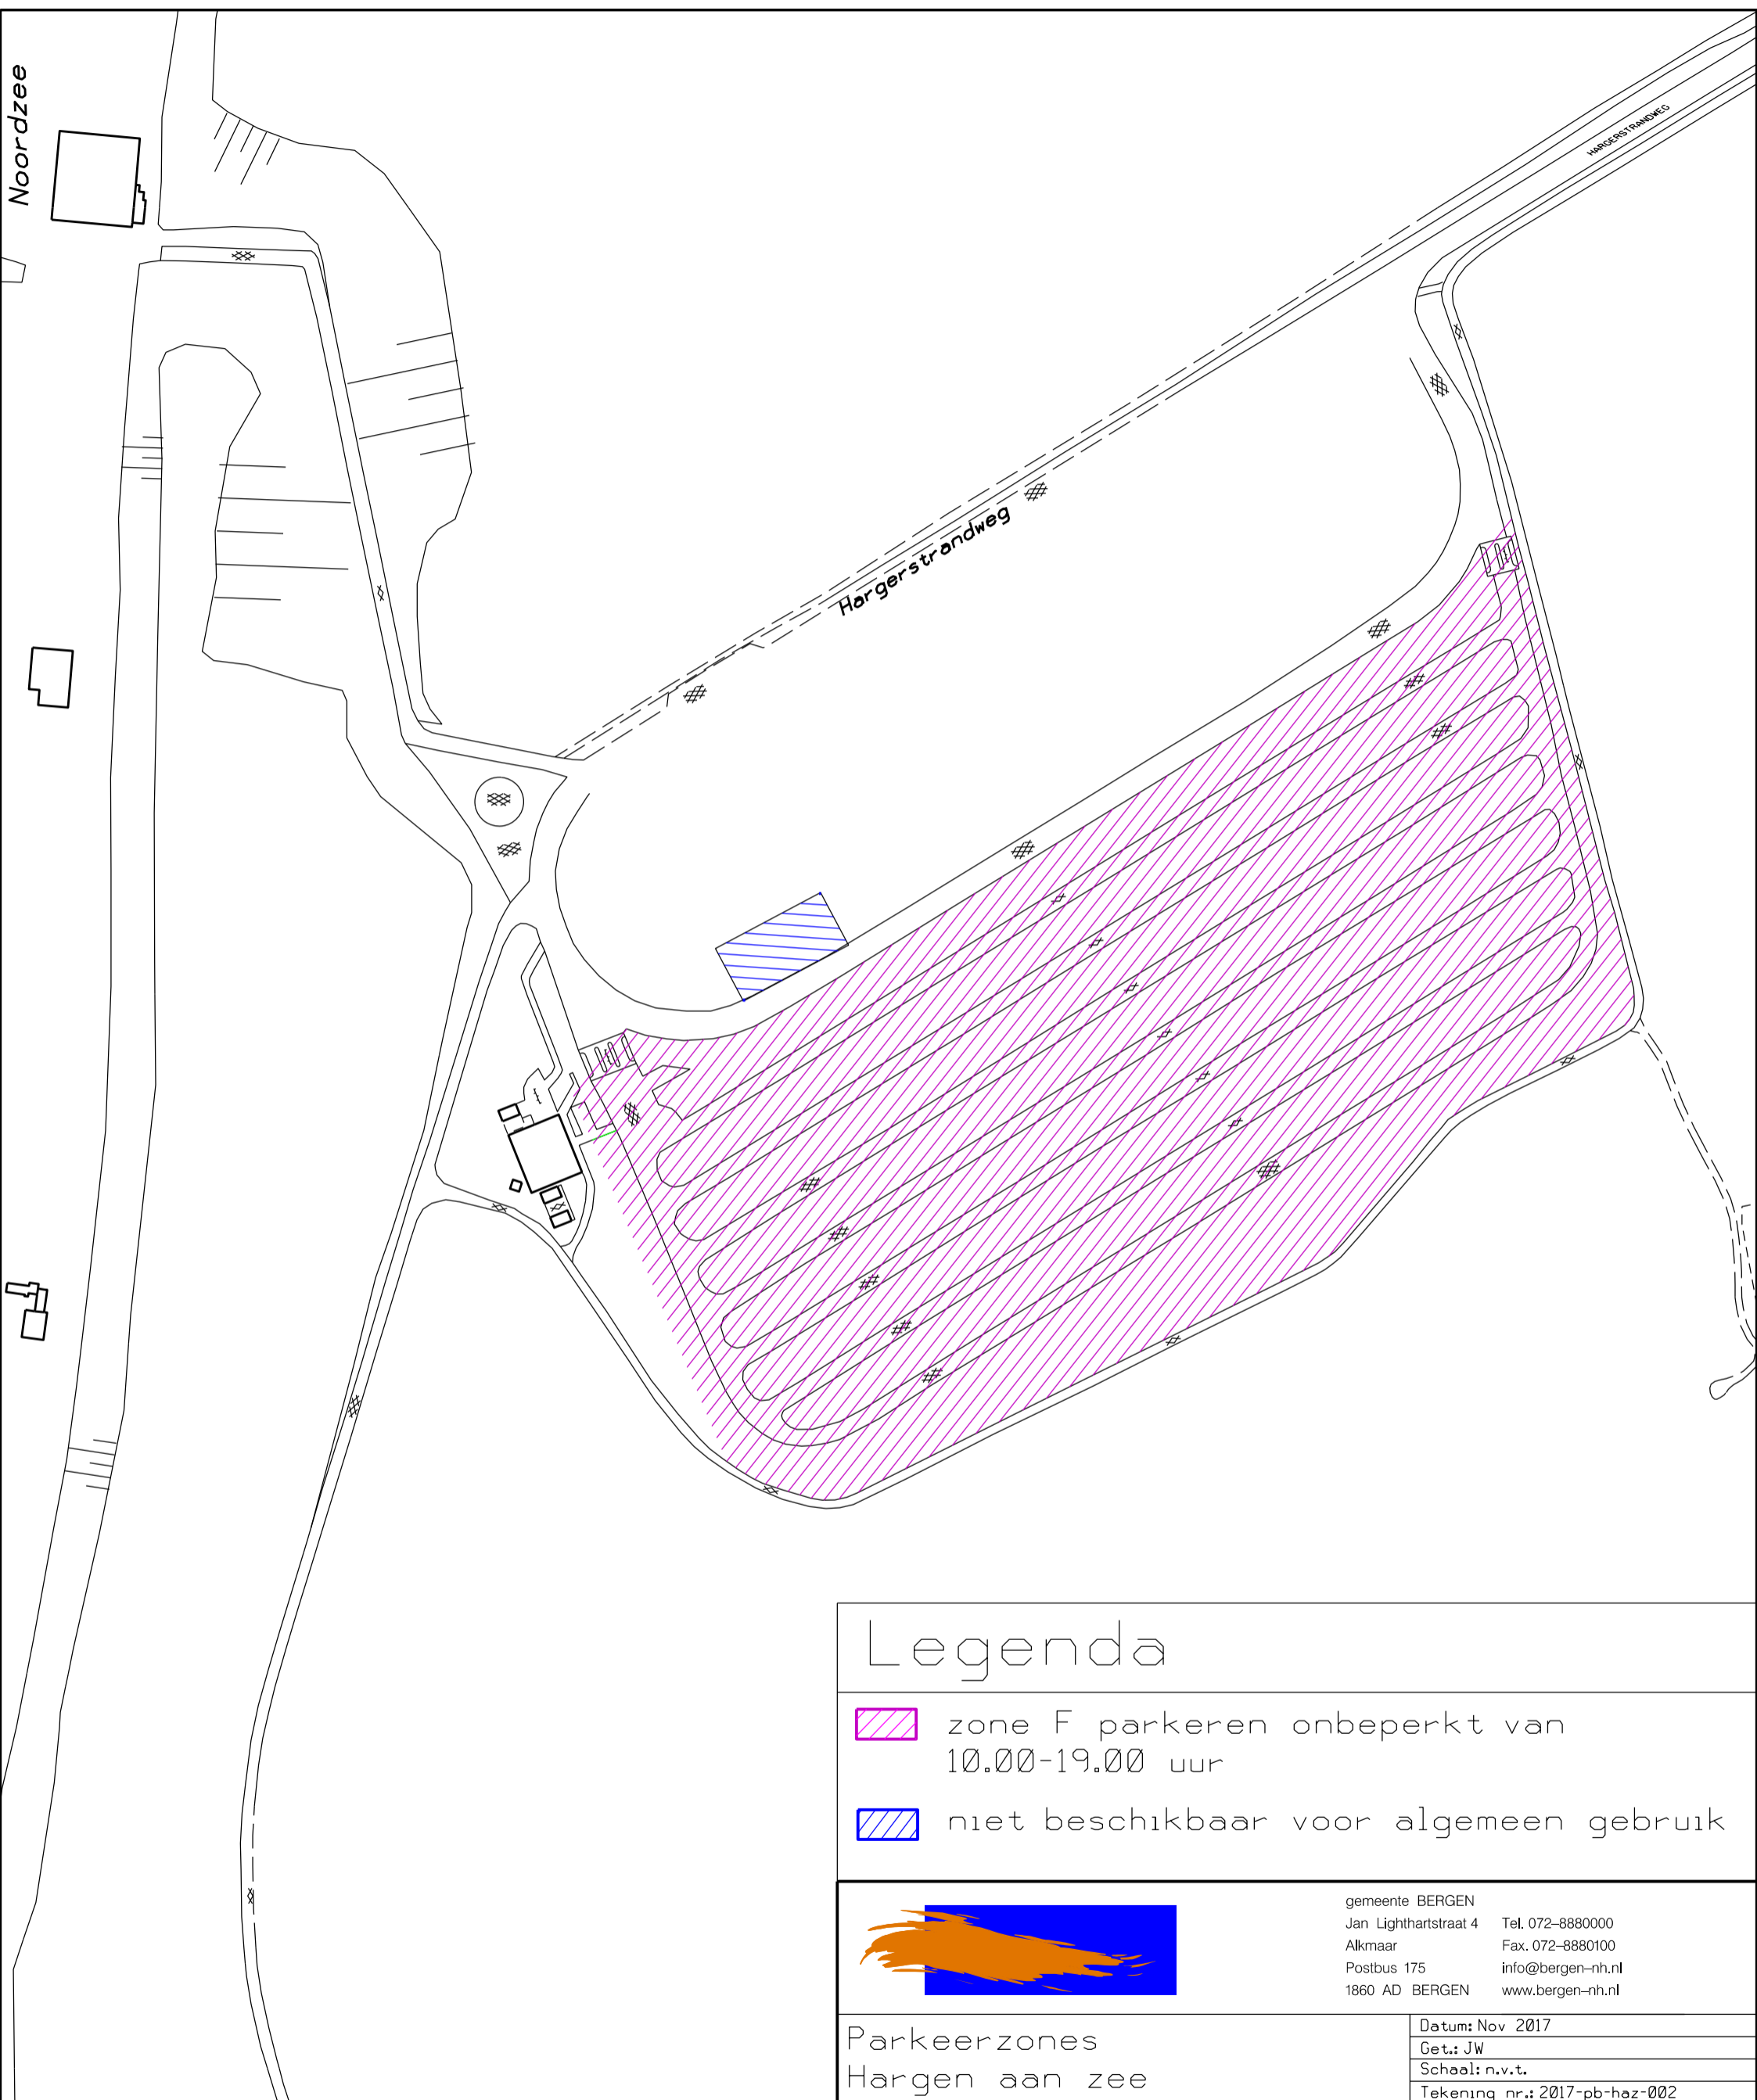 Noordzee
HARGERSTRANDWEG
Hargerstrandweg
Legenda
zone F parkeren onbeperkt van
10.00-19.00 uur
niet beschikbaar voor algemeen gebruik
gemeente BERGEN
Jan Lighthartstraat 4 Tel. 072-8880000
Alkmaar Fax. 072-8880100
Postbus 175 info@bergen-nh.nl
1860 AD BERGEN www.bergen-nh.nl
Parkeerzones
Hargen aan zee
Datum: Nov 2017
Get.: JW
Schaal: n.v.t.
Tekening nr.: 2017-pb-haz-002